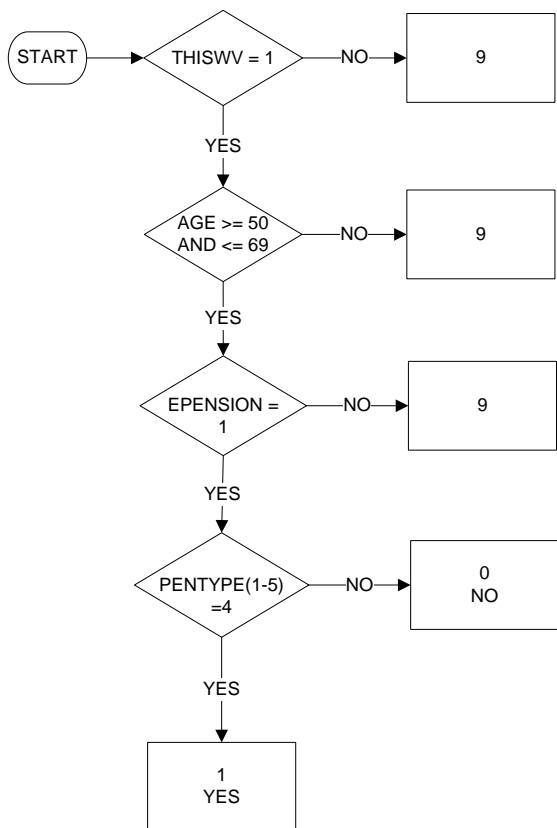 START
THISWV = 1
NO
9
YES
AGE >= 50
AND <= 69
NO
9
YES
EPENSION =
1
NO
9
YES
PENTYPE(1-5)
=4
NO
0
NO
YES
1
YES